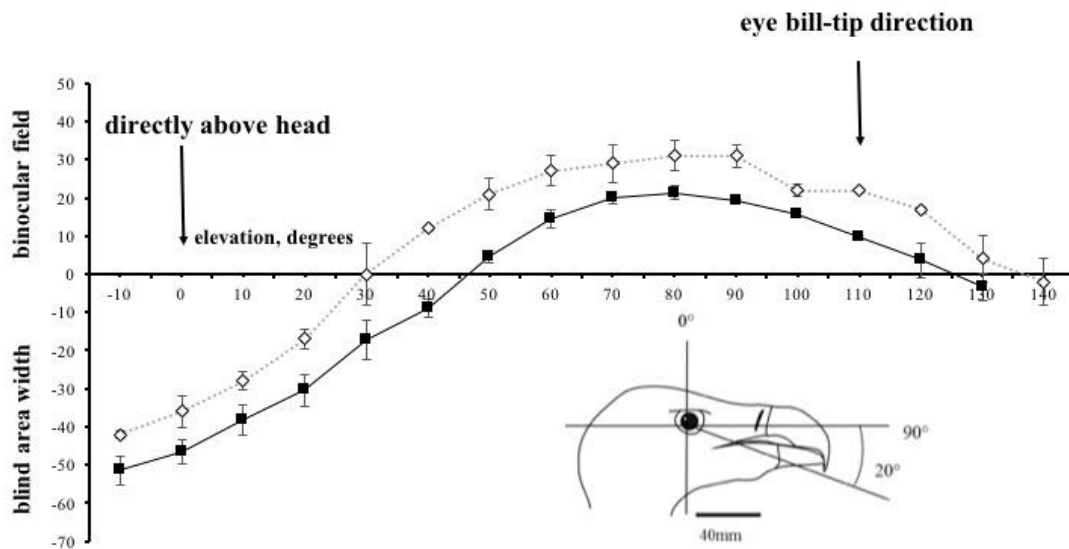 eye bill-tip direction
50
directly above head
40
30
20
elevation, degrees
10
0
-10 0 10 20 30 40 50 60 70 80 90 100 110 120 130 140
-10
-20
-30
-40
-50
-60
-70
binocular field
blind area width
0°
90°
20°
40mm